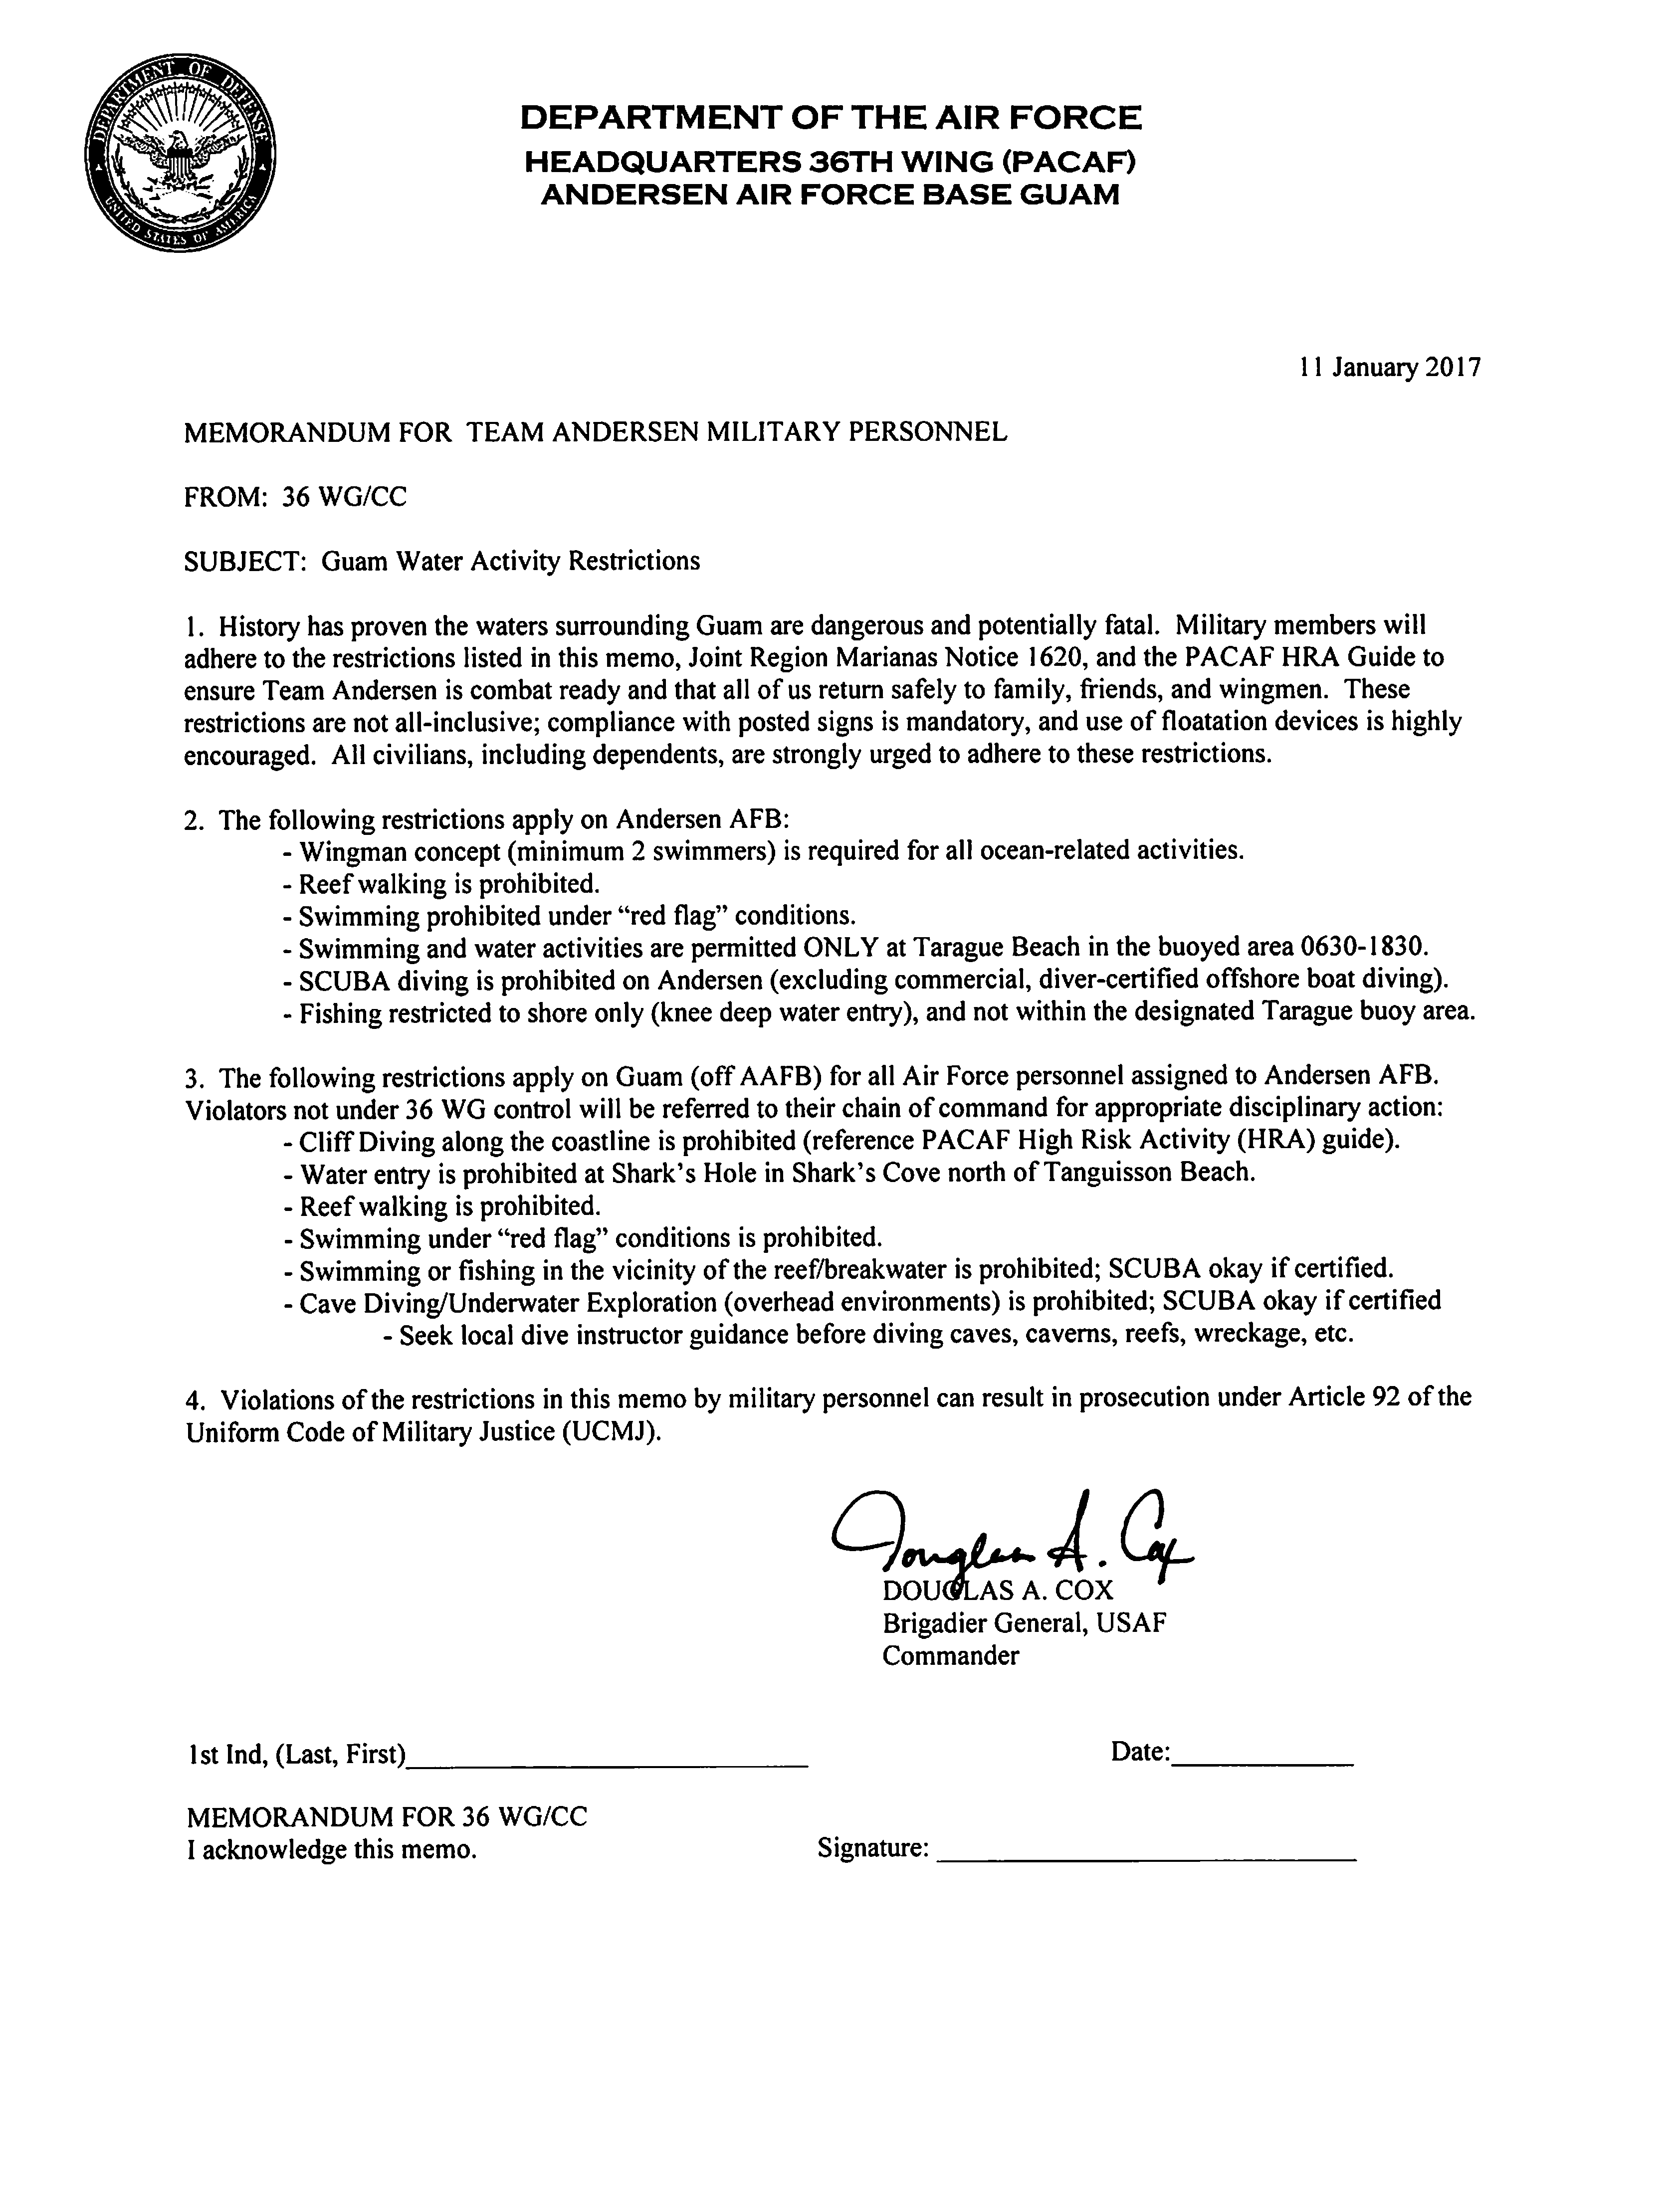 DEPARTMENT OF DEFENSE
UNITED STATES OF AMERICA
DEPARTMENT OF THE AIR FORCE
HEADQUARTERS 36TH WING (PACAF)
ANDERSEN AIR FORCE BASE GUAM
11 January 2017
MEMORANDUM FOR TEAM ANDERSEN MILITARY PERSONNEL
FROM: 36 WG/CC
SUBJECT: Guam Water Activity Restrictions
1. History has proven the waters surrounding Guam are dangerous and potentially fatal. Military members will
adhere to the restrictions listed in this memo, Joint Region Marianas Notice 1620, and the PACAF HRA Guide to
ensure Team Andersen is combat ready and that all of us return safely to family, friends, and wingmen. These
restrictions are not all-inclusive; compliance with posted signs is mandatory, and use of floatation devices is highly
encouraged. All civilians, including dependents, are strongly urged to adhere to these restrictions.
2. The following restrictions apply on Andersen AFB:
- Wingman concept (minimum 2 swimmers) is required for all ocean-related activities.
- Reef walking is prohibited.
- Swimming prohibited under “red flag” conditions.
- Swimming and water activities are permitted ONLY at Tarague Beach in the buoyed area 0630-1830.
- SCUBA diving is prohibited on Andersen (excluding commercial, diver-certified offshore boat diving).
- Fishing restricted to shore only (knee deep water entry), and not within the designated Tarague buoy area.
3. The following restrictions apply on Guam (off AAFB) for all Air Force personnel assigned to Andersen AFB.
Violators not under 36 WG control will be referred to their chain of command for appropriate disciplinary action:
- Cliff Diving along the coastline is prohibited (reference PACAF High Risk Activity (HRA) guide).
- Water entry is prohibited at Shark’s Hole in Shark’s Cove north of Tanguisson Beach.
- Reef walking is prohibited.
- Swimming under “red flag” conditions is prohibited.
- Swimming or fishing in the vicinity of the reef/breakwater is prohibited; SCUBA okay if certified.
- Cave Diving/Underwater Exploration (overhead environments) is prohibited; SCUBA okay if certified
- Seek local dive instructor guidance before diving caves, caverns, reefs, wreckage, etc.
4. Violations of the restrictions in this memo by military personnel can result in prosecution under Article 92 of the
Uniform Code of Military Justice (UCMJ).
Douglas A. Cox
DOUGLAS A. COX
Brigadier General, USAF
Commander
1st Ind, (Last, First)
Date:
MEMORANDUM FOR 36 WG/CC
I acknowledge this memo.
Signature: